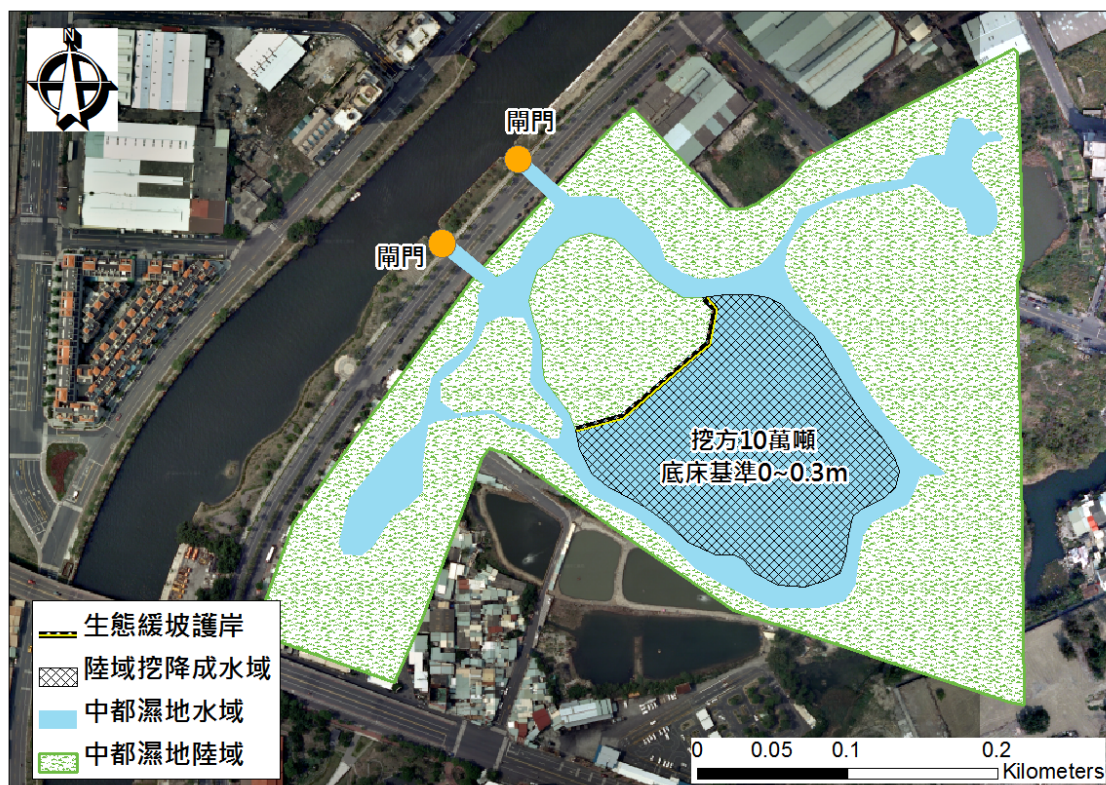 N
閘門
閘門
挖方10萬噸
底床基準0~0.3m
生態緩坡護岸
陸域挖降成水域
中都濕地水域
中都濕地陸域
0 0.05 0.1 0.2
Kilometers